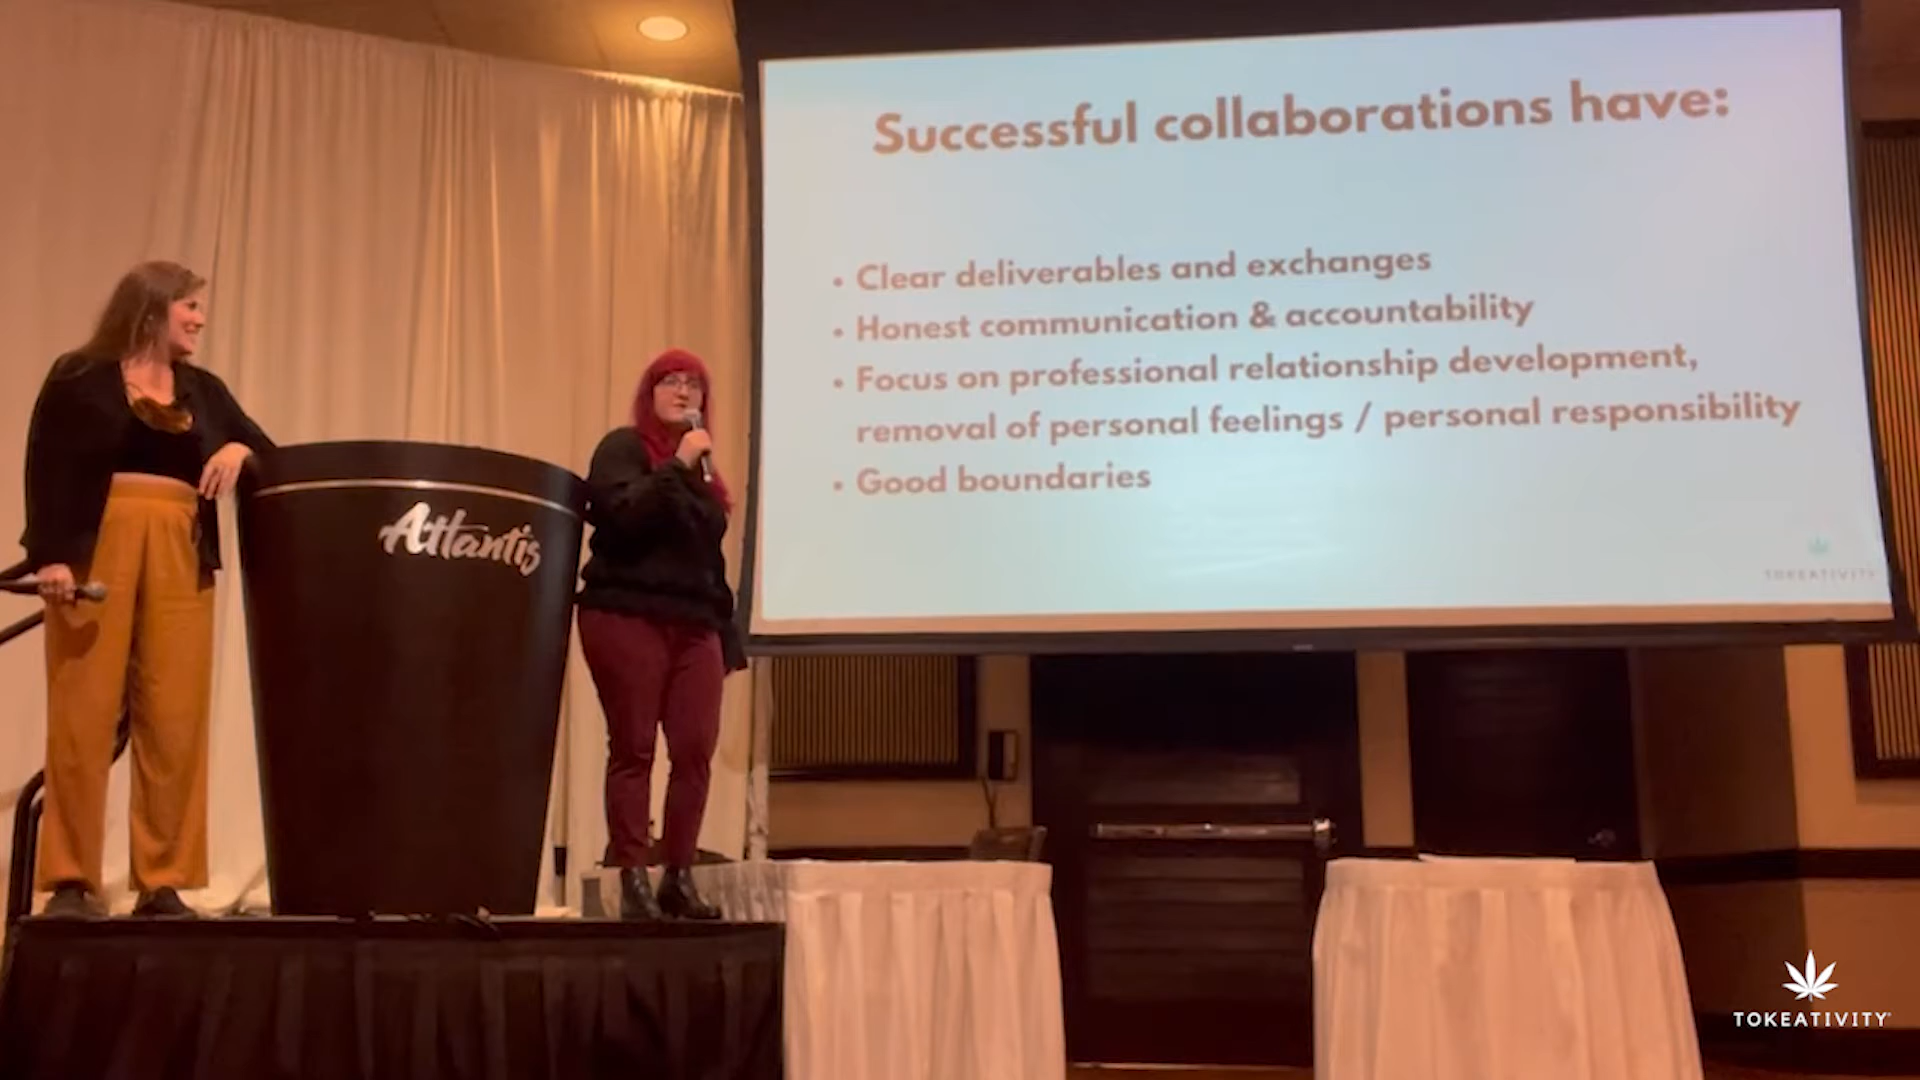 Successful collaborations have:
• Clear deliverables and exchanges
• Honest communication & accountability
• Focus on professional relationship development,
removal of personal feelings / personal responsibility
• Good boundaries
TOKEATIVITY
Atlantis
TOKEATIVITY